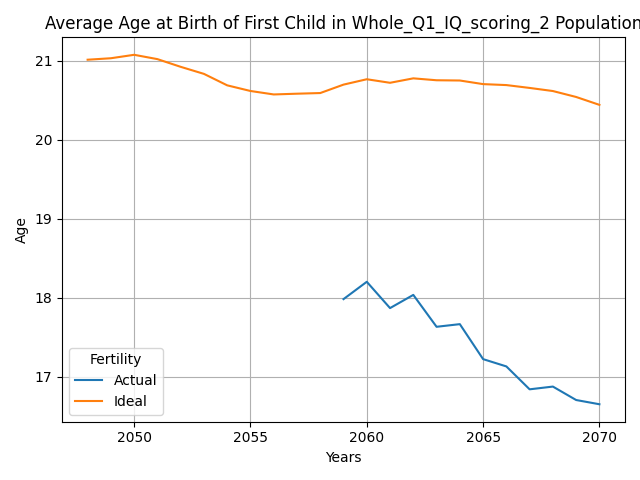 Average Age at Birth of First Child in Whole_Q1_IQ_scoring_2 Population
21
20
19
18
17
Age
Fertility
Actual
Ideal
2050 2055 2060 2065 2070
Years